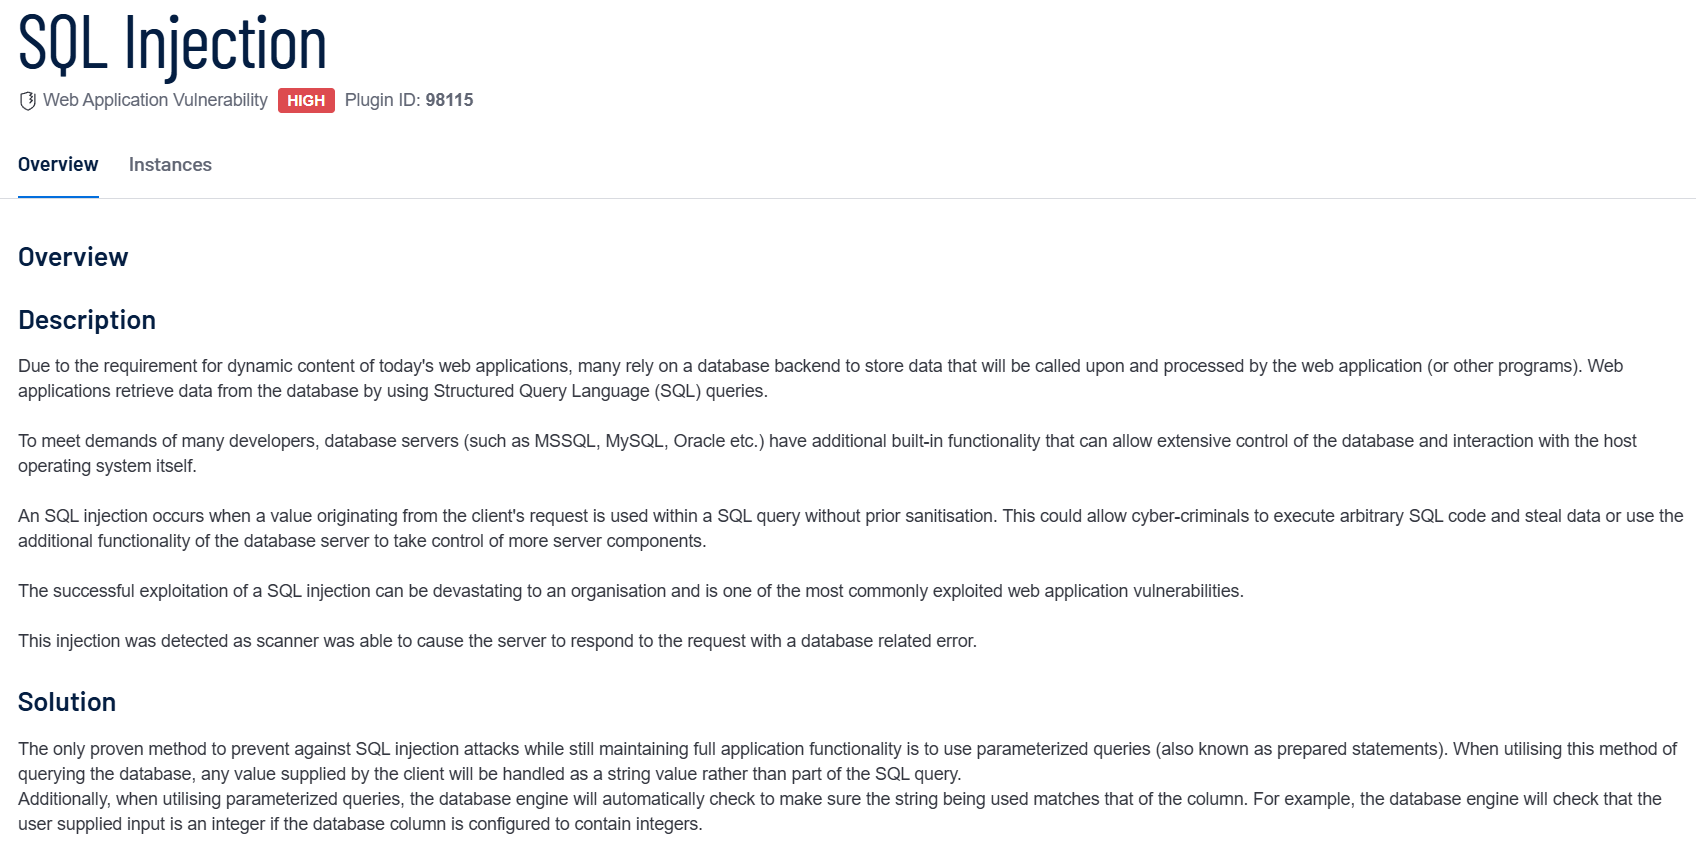 SQL Injection
Web Application Vulnerability HIGH Plugin ID: 98115
Overview Instances
Overview
Description
Due to the requirement for dynamic content of today's web applications, many rely on a database backend to store data that will be called upon and processed by the web application (or other programs). Web
applications retrieve data from the database by using Structured Query Language (SQL) queries.
To meet demands of many developers, database servers (such as MSSQL, MySQL, Oracle etc.) have additional built-in functionality that can allow extensive control of the database and interaction with the host
operating system itself.
An SQL injection occurs when a value originating from the client's request is used within a SQL query without prior sanitisation. This could allow cyber-criminals to execute arbitrary SQL code and steal data or use the
additional functionality of the database server to take control of more server components.
The successful exploitation of a SQL injection can be devastating to an organisation and is one of the most commonly exploited web application vulnerabilities.
This injection was detected as scanner was able to cause the server to respond to the request with a database related error.
Solution
The only proven method to prevent against SQL injection attacks while still maintaining full application functionality is to use parameterized queries (also known as prepared statements). When utilising this method of
querying the database, any value supplied by the client will be handled as a string value rather than part of the SQL query.
Additionally, when utilising parameterized queries, the database engine will automatically check to make sure the string being used matches that of the column. For example, the database engine will check that the
user supplied input is an integer if the database column is configured to contain integers.